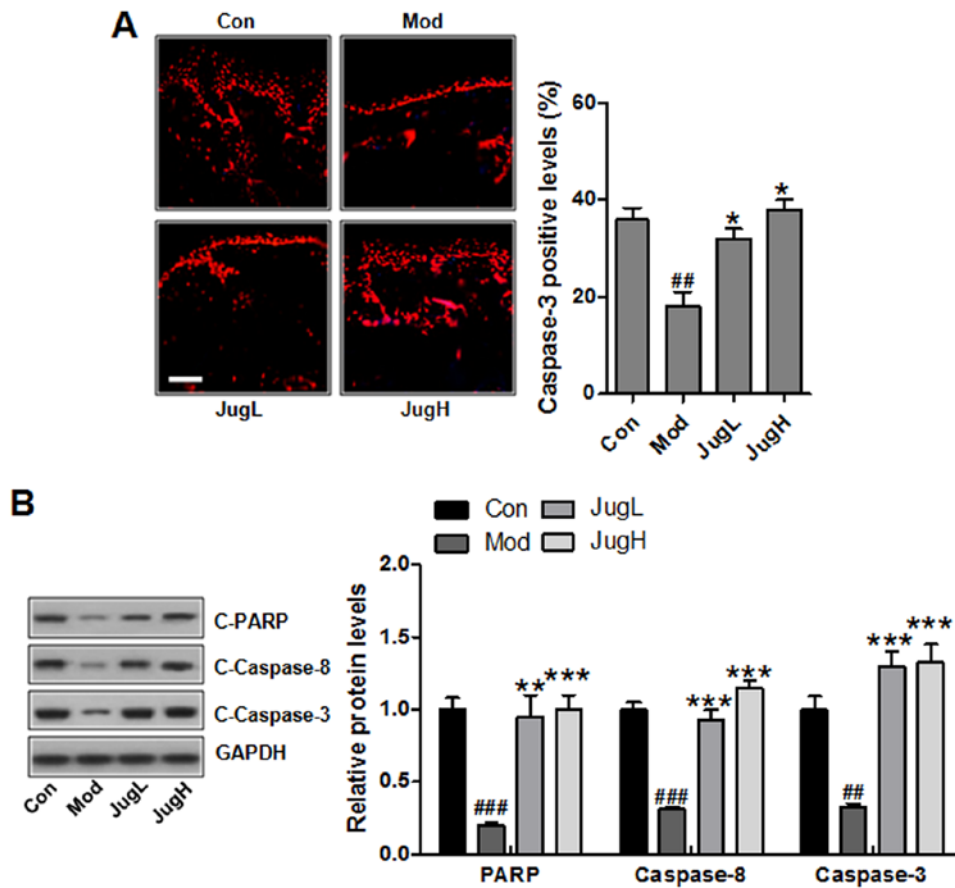 A
Con Mod
JugL JugH
Caspase-3 positive levels (%)
60
40
20
0
## * *
Con Mod JugL JugH
B
C-PARP
C-Caspase-8
C-Caspase-3
GAPDH
Con Mod JugL JugH
Con JugL
Mod JugH
Relative protein levels
2.0
1.5
1.0
0.5
0.0
### ** ***
### *** ***
## *** ***
PARP Caspase-8 Caspase-3